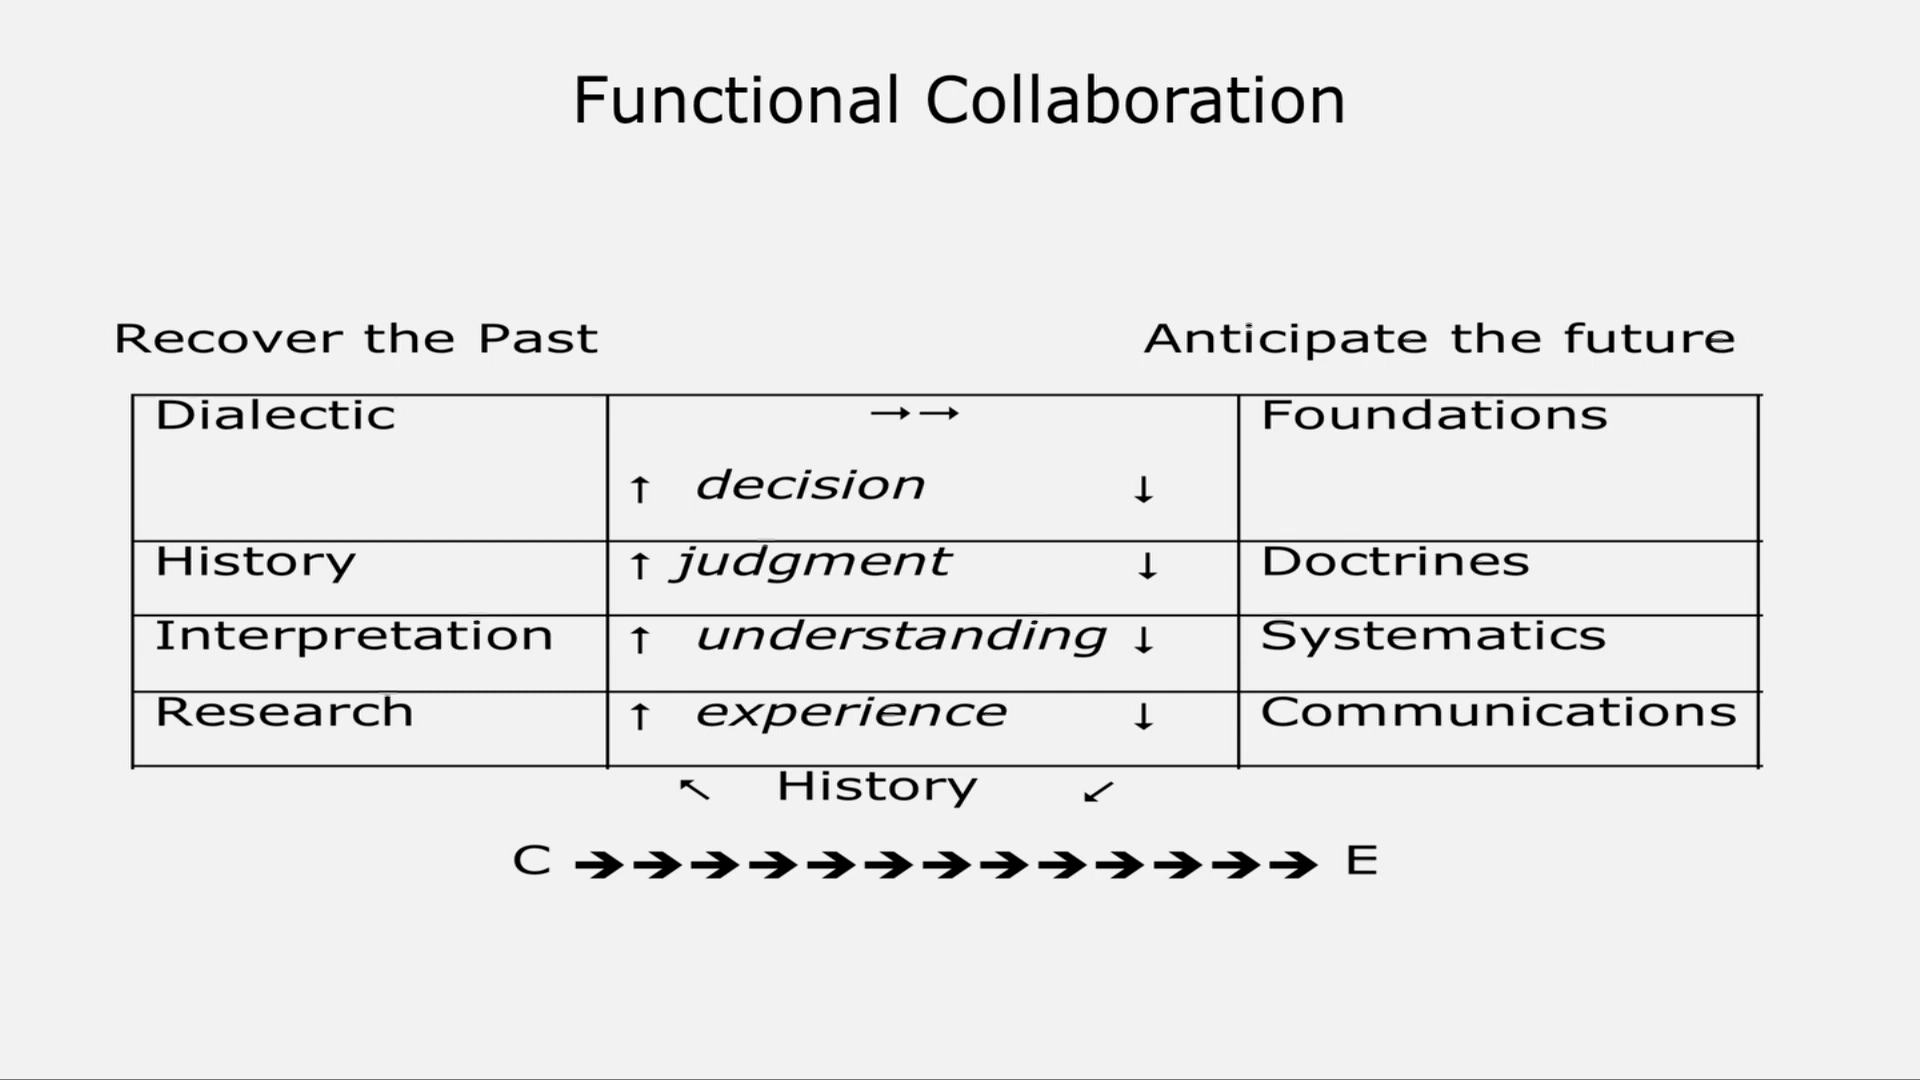 Functional Collaboration
Recover the Past Anticipate the future
Dialectic →→ Foundations
↑ decision ↓
History ↑ judgment ↓ Doctrines
Interpretation ↑ understanding ↓ Systematics
Research ↑ experience ↓ Communications
↖ History ↙
C ➔➔➔➔➔➔➔➔➔➔➔➔➔ E